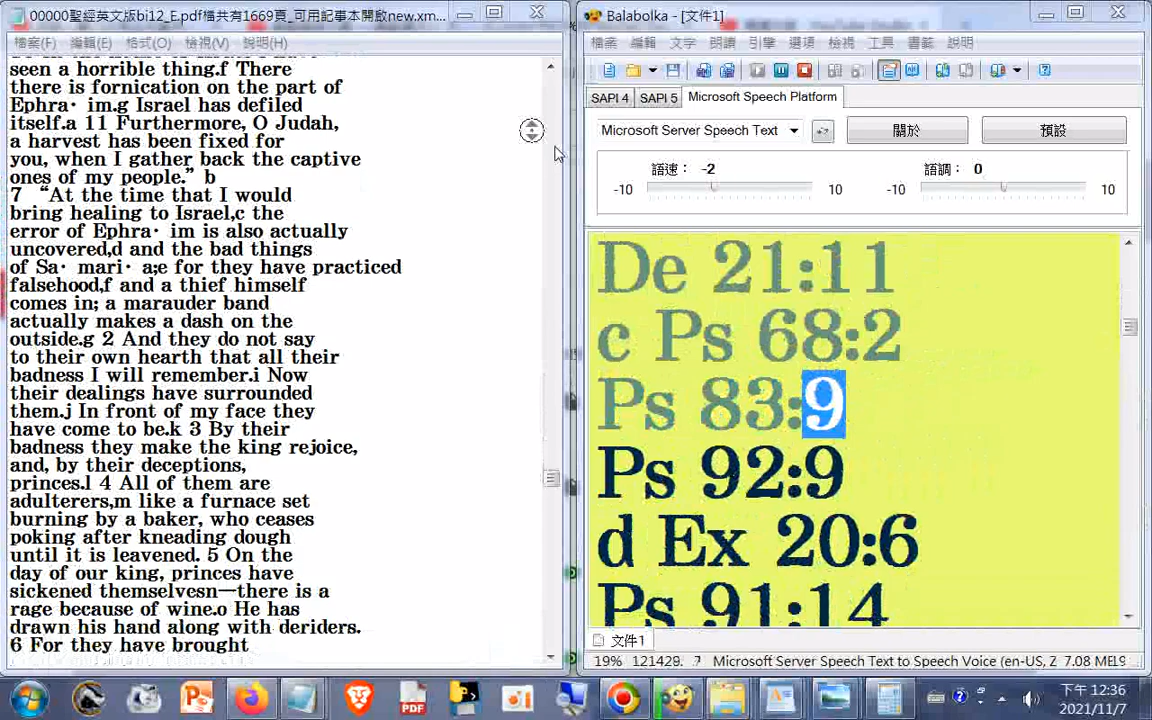 00000聖經英文版bi12_E.pdf檔共有1669頁_可用記事本開啟new.xm...
檔案(F) 編輯(E) 格式(O) 檢視(V) 說明(H)
seen a horrible thing.f There
there is fornication on the part of
Ephra· im.g Israel has defiled
itself.a 11 Furthermore, O Judah,
a harvest has been fixed for
you, when I gather back the captive
ones of my people.” b
7 “At the time that I would
bring healing to Israel,c the
error of Ephra· im is also actually
uncovered,d and the bad things
of Sa· mari· a;e for they have practiced
falsehood,f and a thief himself
comes in; a marauder band
actually makes a dash on the
outside.g 2 And they do not say
to their own hearth that all their
badness I will remember.i Now
their dealings have surrounded
them.j In front of my face they
have come to be.k 3 By their
badness they make the king rejoice,
and, by their deceptions,
princes.l 4 All of them are
adulterers,m like a furnace set
burning by a baker, who ceases
poking after kneading dough
until it is leavened. 5 On the
day of our king, princes have
sickened themselvesn—there is a
rage because of wine.o He has
drawn his hand along with deriders.
6 For they have brought
Balabolka - [文件1]
檔案 編輯 文字 朗讀 引擎 選項 檢視 工具 書籤 說明
SAPI 4 SAPI 5 Microsoft Speech Platform
Microsoft Server Speech Text 關於 預設
語速： -2 語調： 0
-10 10 -10 10
De 21:11
c Ps 68:2
Ps 83:9
Ps 92:9
d Ex 20:6
Ps 91:14
文件1
19% 121429. ? Microsoft Server Speech Text to Speech Voice (en-US, Z 7.08 ME
下午 12:36
2021/11/7